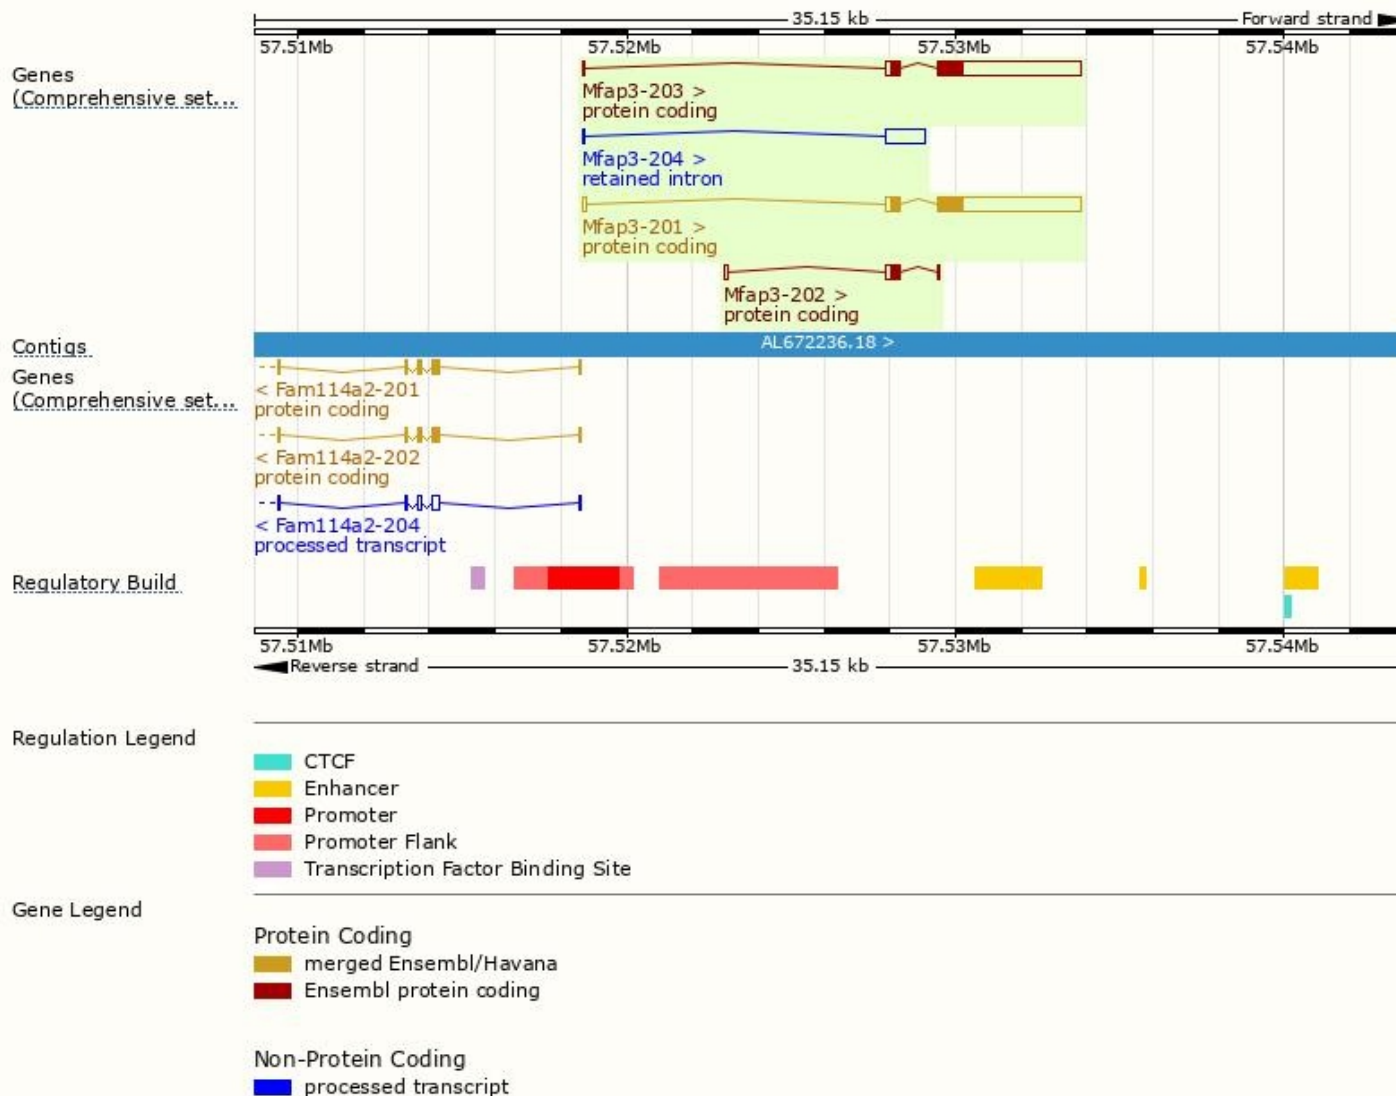 35.15 kb Forward strand
57.51Mb 57.52Mb 57.53Mb 57.54Mb
Genes
(Comprehensive set...
Mfap3-203 >
protein coding
Mfap3-204 >
retained intron
Mfap3-201 >
protein coding
Mfap3-202 >
protein coding
Contigs AL672236.18 >
Genes
(Comprehensive set...
< Fam114a2-201
protein coding
< Fam114a2-202
protein coding
< Fam114a2-204
processed transcript
Regulatory Build
57.51Mb 57.52Mb 57.53Mb 57.54Mb
Reverse strand 35.15 kb
Regulation Legend
CTCF
Enhancer
Promoter
Promoter Flank
Transcription Factor Binding Site
Gene Legend
Protein Coding
merged Ensembl/Havana
Ensembl protein coding
Non-Protein Coding
processed transcript